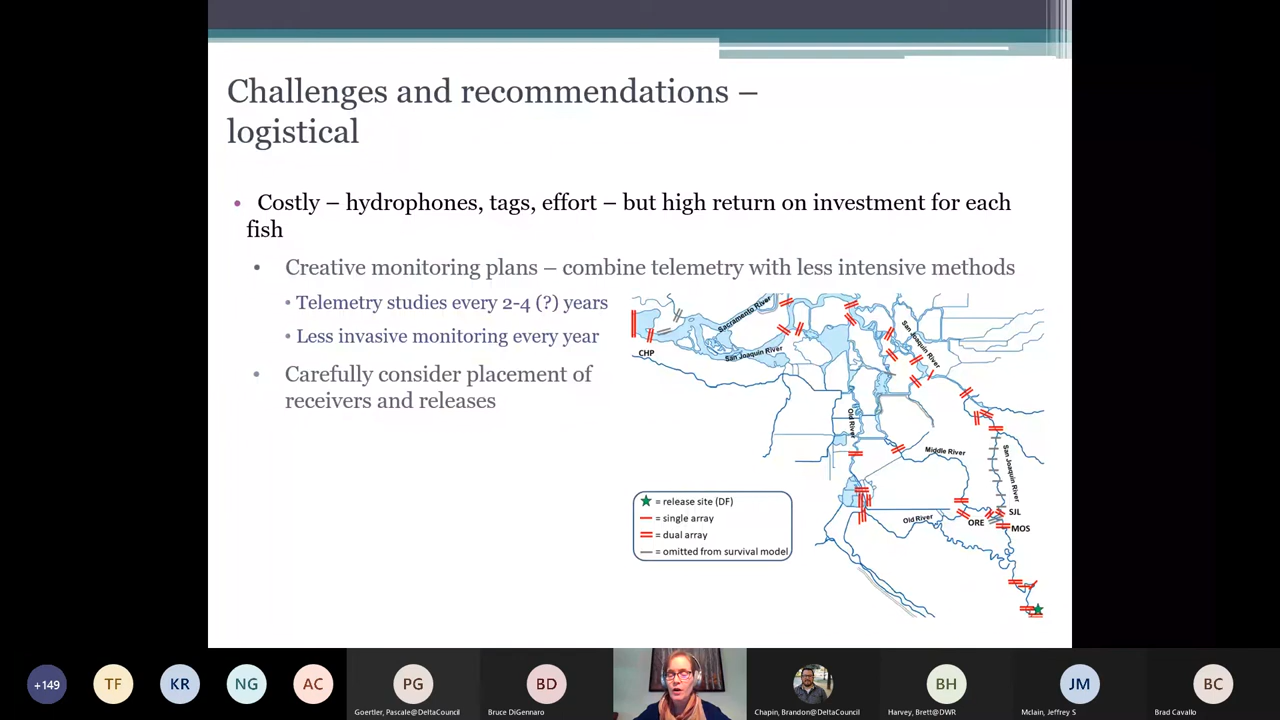 Challenges and recommendations –
logistical
• Costly – hydrophones, tags, effort – but high return on investment for each
fish
• Creative monitoring plans – combine telemetry with less intensive methods
• Telemetry studies every 2-4 (?) years
• Less invasive monitoring every year
• Carefully consider placement of
receivers and releases
Sacramento River
San Joaquin River
CHP
San Joaquin River
Old River
Middle River
San Joaquin River
Old River
ORE
SJL
MOS
= release site (DF)
= single array
= dual array
= omitted from survival model
+149
TF
KR
NG
AC
PG
BD
BH
JM
BC
Goertler, Pascale@DeltaCouncil
Bruce DiGennaro
Chapin, Brandon@DeltaCouncil
Harvey, Brett@DWR
Mclain, Jeffrey S
Brad Cavallo